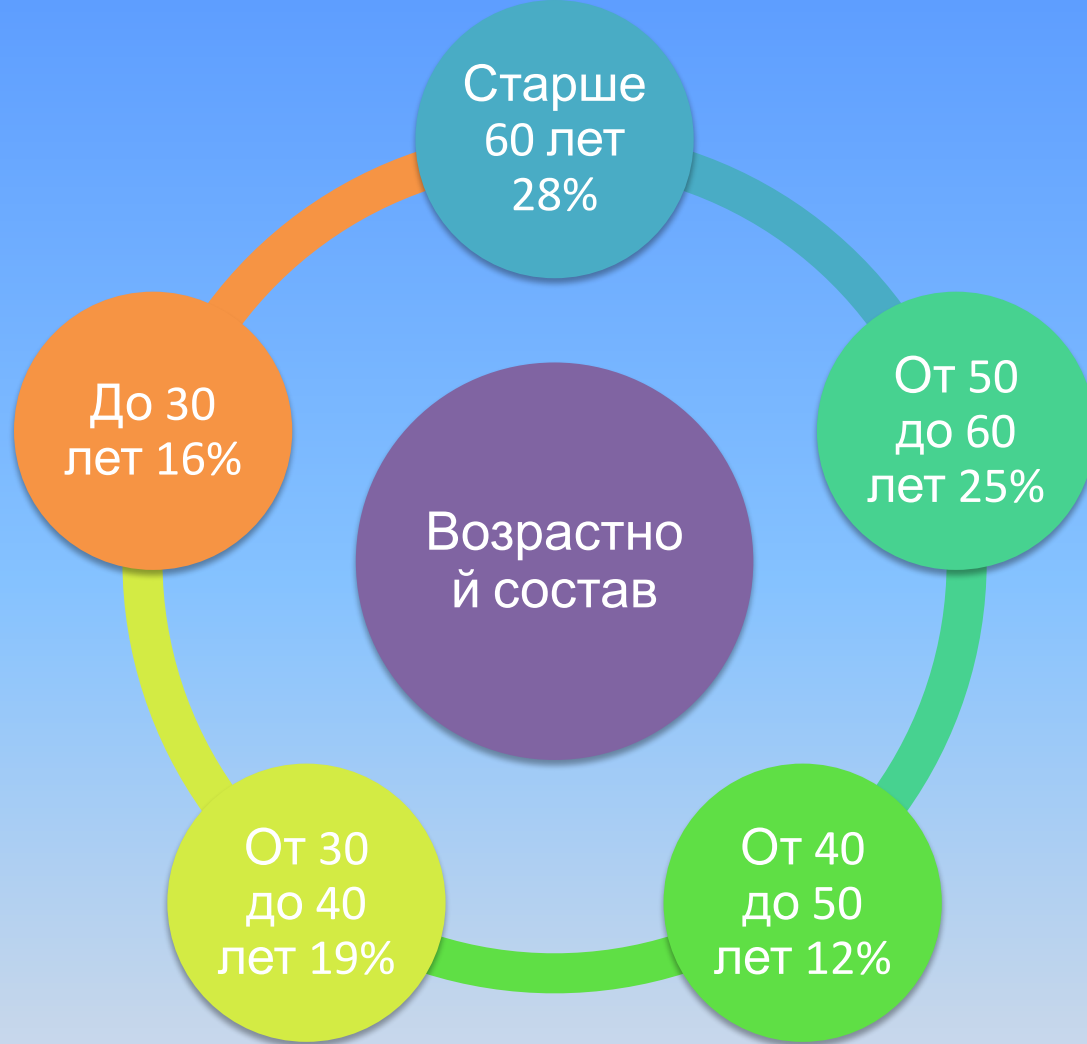 Старше
60 лет
28%
До 30
лет 16%
От 50
до 60
лет 25%
Возрастно
й состав
От 30
до 40
лет 19%
От 40
до 50
лет 12%